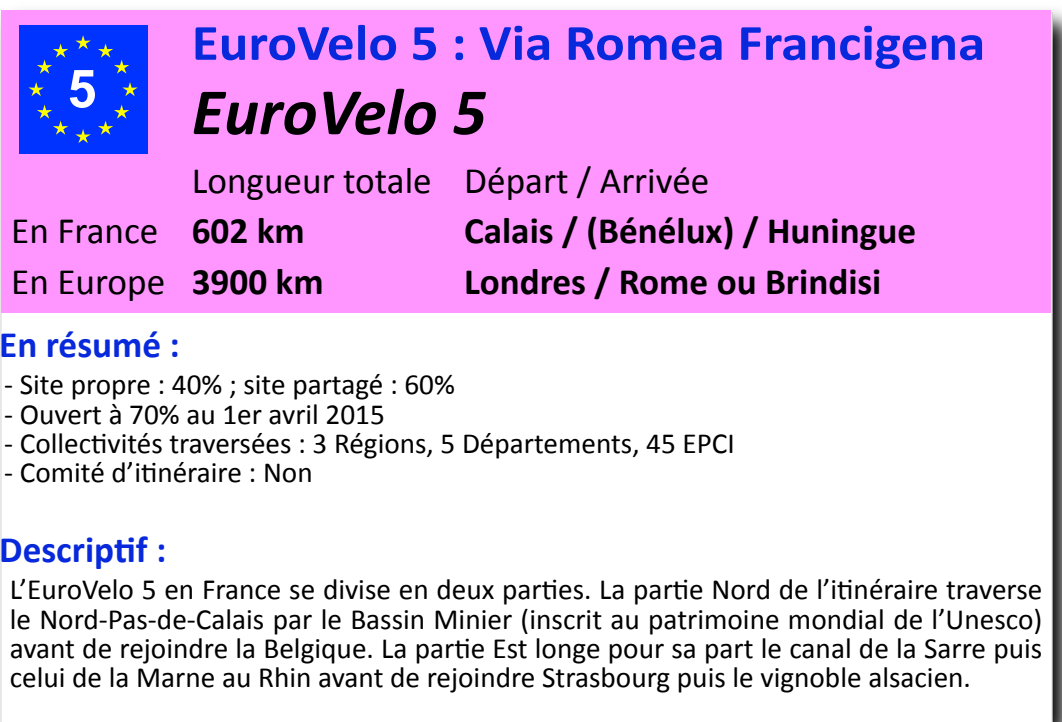 5
EuroVelo 5 : Via Romea Francigena
EuroVelo 5
Longueur totale Départ / Arrivée
En France 602 km Calais / (Bénélux) / Huningue
En Europe 3900 km Londres / Rome ou Brindisi
En résumé :
- Site propre : 40% ; site partagé : 60%
- Ouvert à 70% au 1er avril 2015
- Collectivités traversées : 3 Régions, 5 Départements, 45 EPCI
- Comité d’itinéraire : Non
Descriptif :
L’EuroVelo 5 en France se divise en deux parties. La partie Nord de l’itinéraire traverse
le Nord-Pas-de-Calais par le Bassin Minier (inscrit au patrimoine mondial de l’Unesco)
avant de rejoindre la Belgique. La partie Est longe pour sa part le canal de la Sarre puis
celui de la Marne au Rhin avant de rejoindre Strasbourg puis le vignoble alsacien.